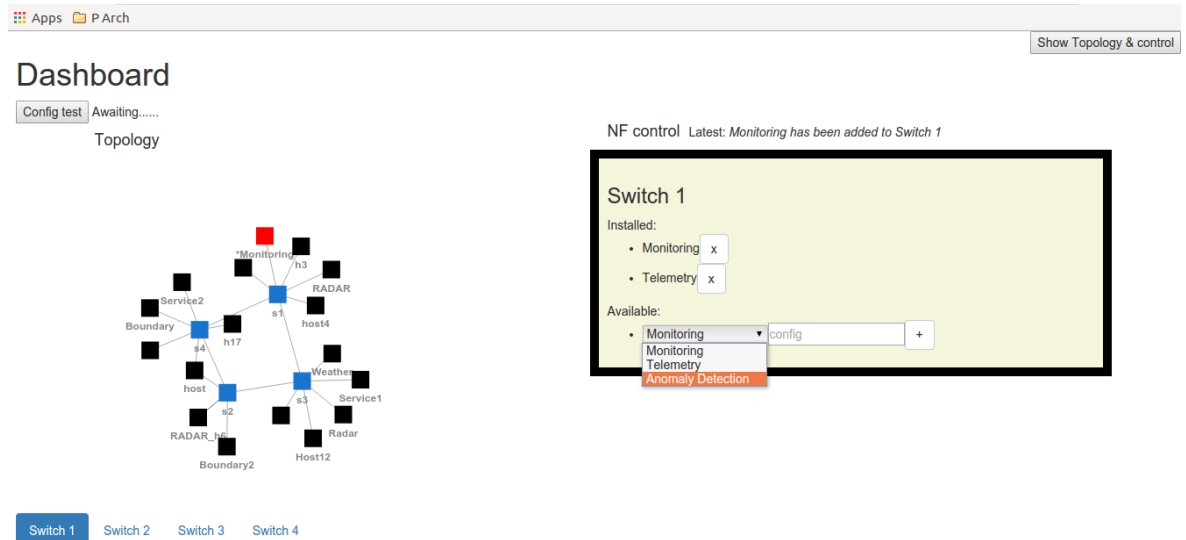 Apps P Arch
Show Topology & control
Dashboard
Config test Awaiting......
Topology
NF control Latest: Monitoring has been added to Switch 1
Switch 1
Installed:
• Monitoring x
• Telemetry x
Available:
• Monitoring ▾ config +
Monitoring
Telemetry
Anomaly Detection
*Monitoring
h3
RADAR
Service2
s1
host4
Boundary
h17
s4
Weather
host
s3
Service1
s2
RADAR_h6
Radar
Host12
Boundary2
Switch 1 Switch 2 Switch 3 Switch 4